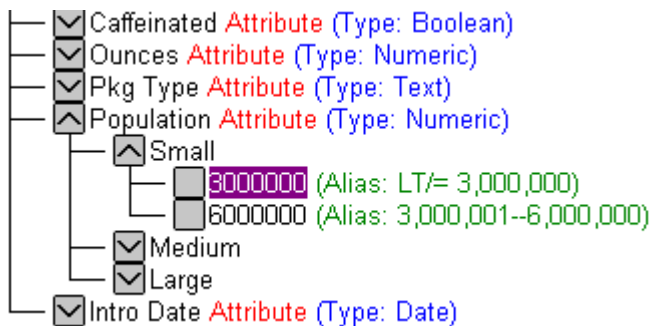 Caffeinated Attribute (Type: Boolean)
Ounces Attribute (Type: Numeric)
Pkg Type Attribute (Type: Text)
Population Attribute (Type: Numeric)
Small
3000000 (Alias: LT/= 3,000,000)
6000000 (Alias: 3,000,001--6,000,000)
Medium
Large
Intro Date Attribute (Type: Date)